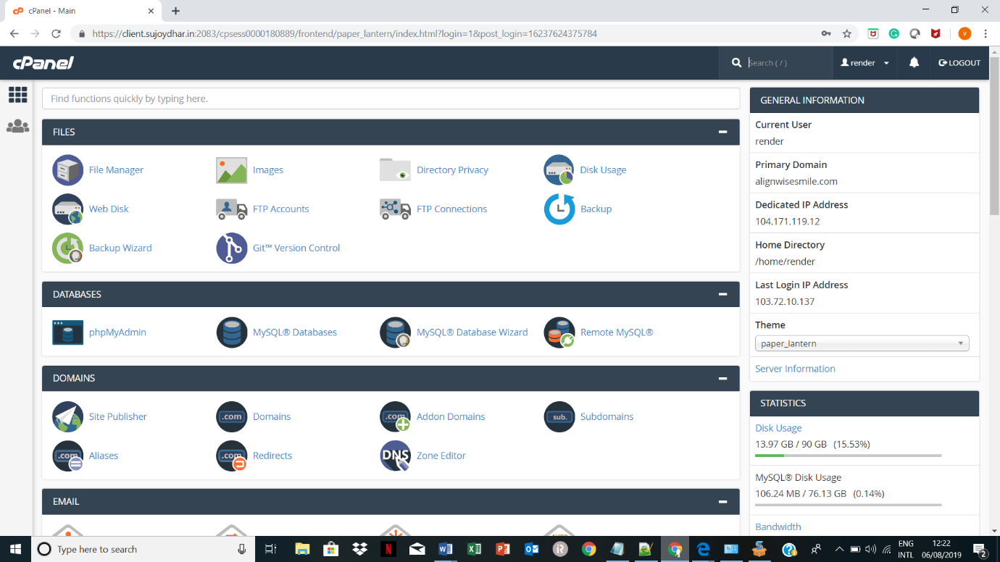 cPanel - Main
https://client.sujoydhar.in:2083/cpsess0000180889/frontend/paper_lantern/index.html?login=1&post_login=16237624375784
V
cPanel
Search ( / )
render
LOGOUT
Find functions quickly by typing here.
FILES
File Manager
Images
Directory Privacy
Disk Usage
Web Disk
FTP Accounts
FTP Connections
Backup
Backup Wizard
Git™ Version Control
DATABASES
phpMyAdmin
MySQL® Databases
MySQL® Database Wizard
Remote MySQL®
DOMAINS
Site Publisher
.com
Domains
.com
Addon Domains
sub.
Subdomains
.com
Aliases
.com
Redirects
DNS
Zone Editor
EMAIL
GENERAL INFORMATION
Current User
render
Primary Domain
alignwisesmile.com
Dedicated IP Address
104.171.119.12
Home Directory
/home/render
Last Login IP Address
103.72.10.137
Theme
paper_lantern
Server Information
STATISTICS
Disk Usage
13.97 GB / 90 GB (15.53%)
MySQL® Disk Usage
106.24 MB / 76.13 GB (0.14%)
Bandwidth
Type here to search
ENG
INTL
12:22
06/08/2019
2